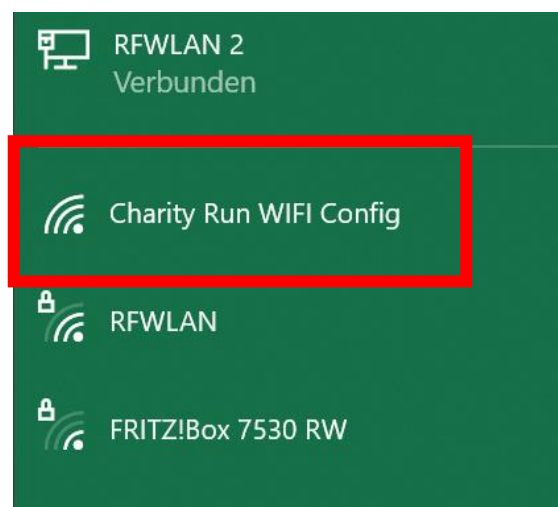 RFWLAN 2
Verbunden
Charity Run WIFI Config
RFWLAN
FRITZ!Box 7530 RW